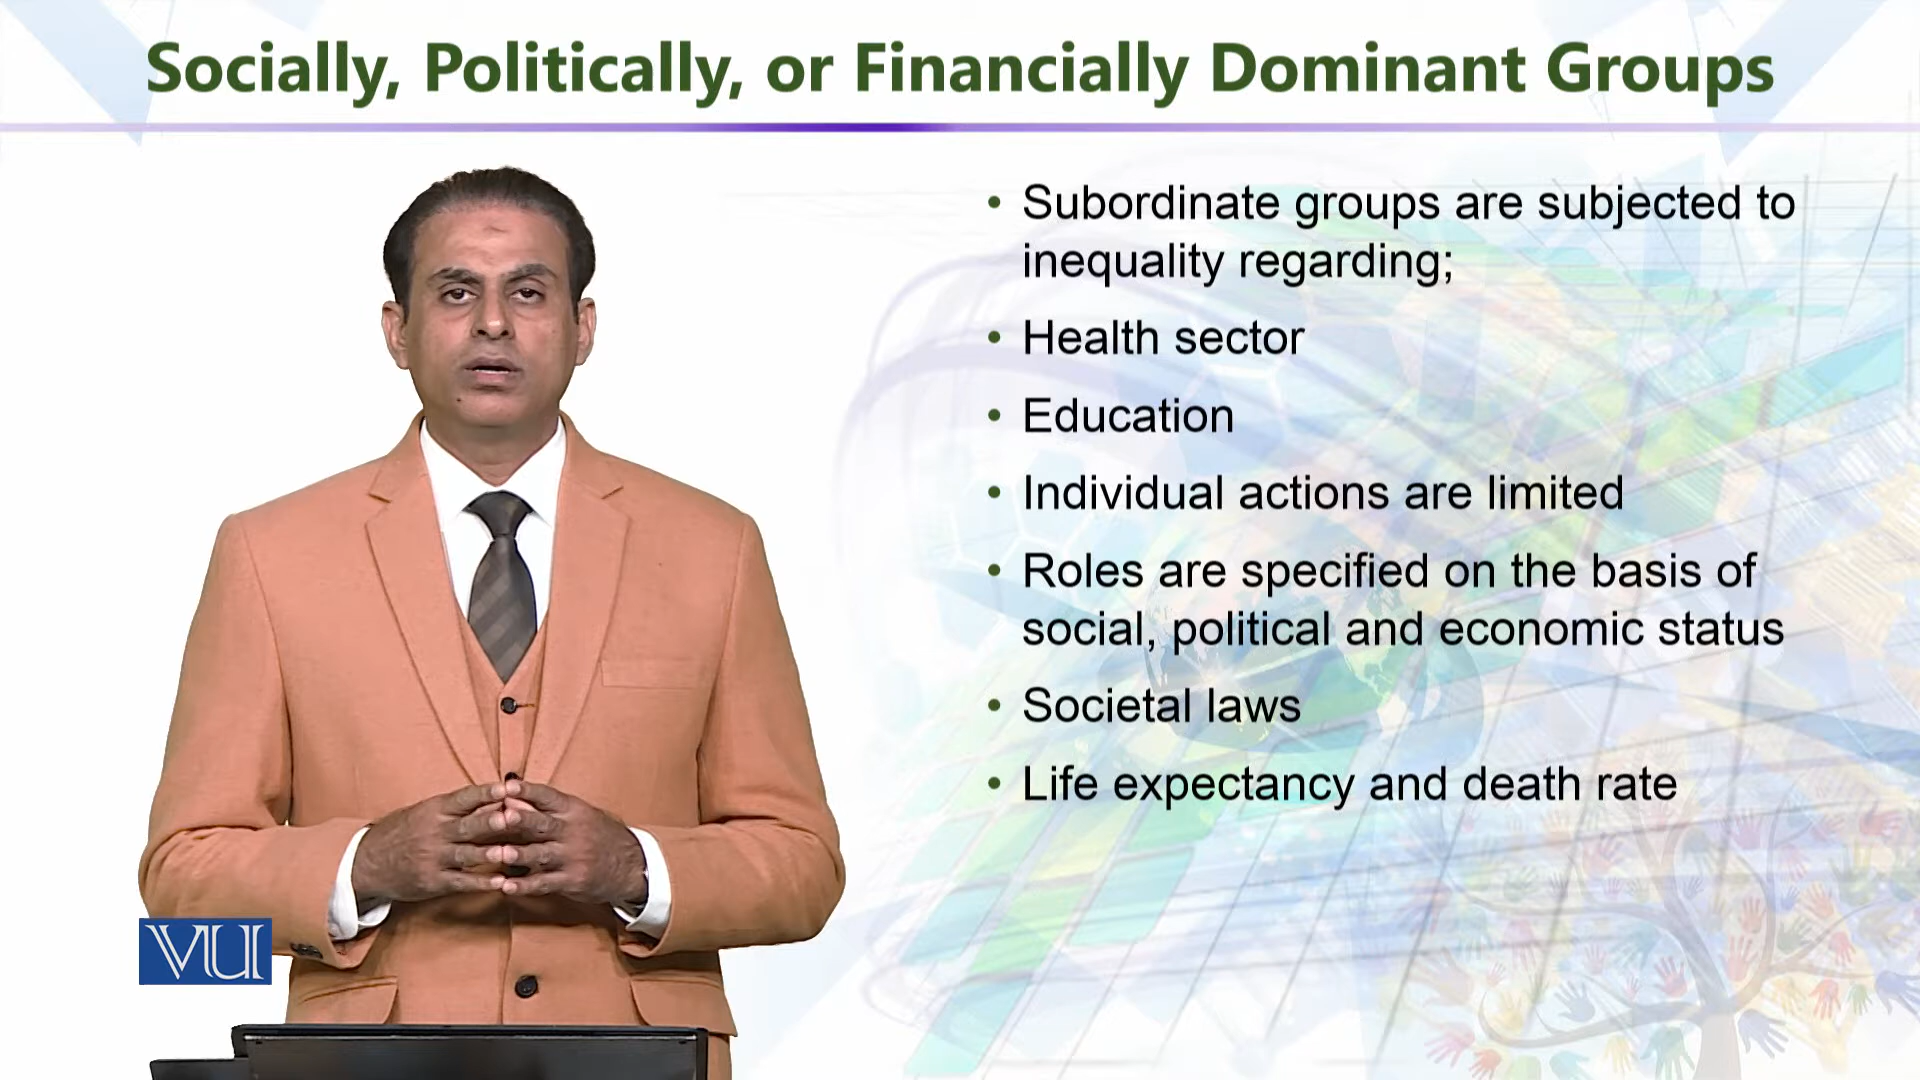 Socially, Politically, or Financially Dominant Groups
• Subordinate groups are subjected to
inequality regarding;
• Health sector
• Education
• Individual actions are limited
• Roles are specified on the basis of
social, political and economic status
• Societal laws
• Life expectancy and death rate
VU